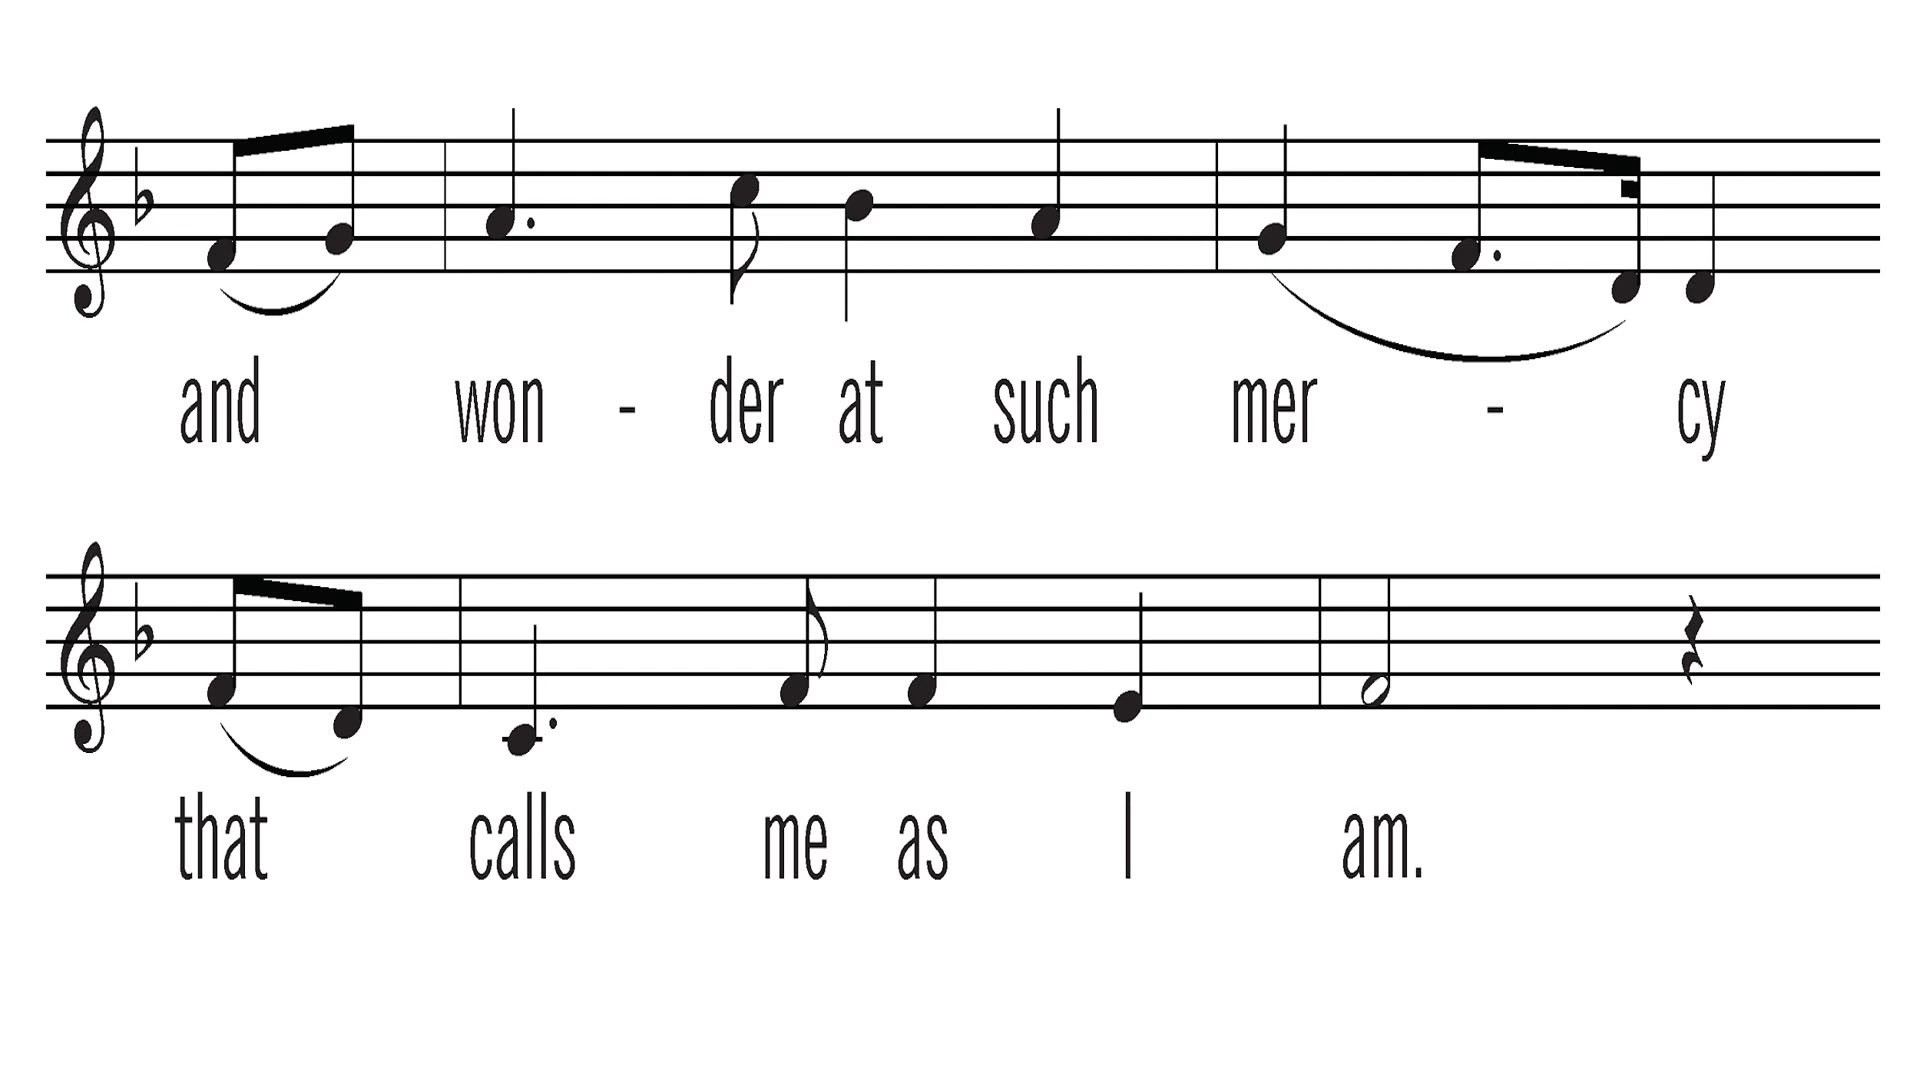 and won - der at such mer - cy
that calls me as I am.